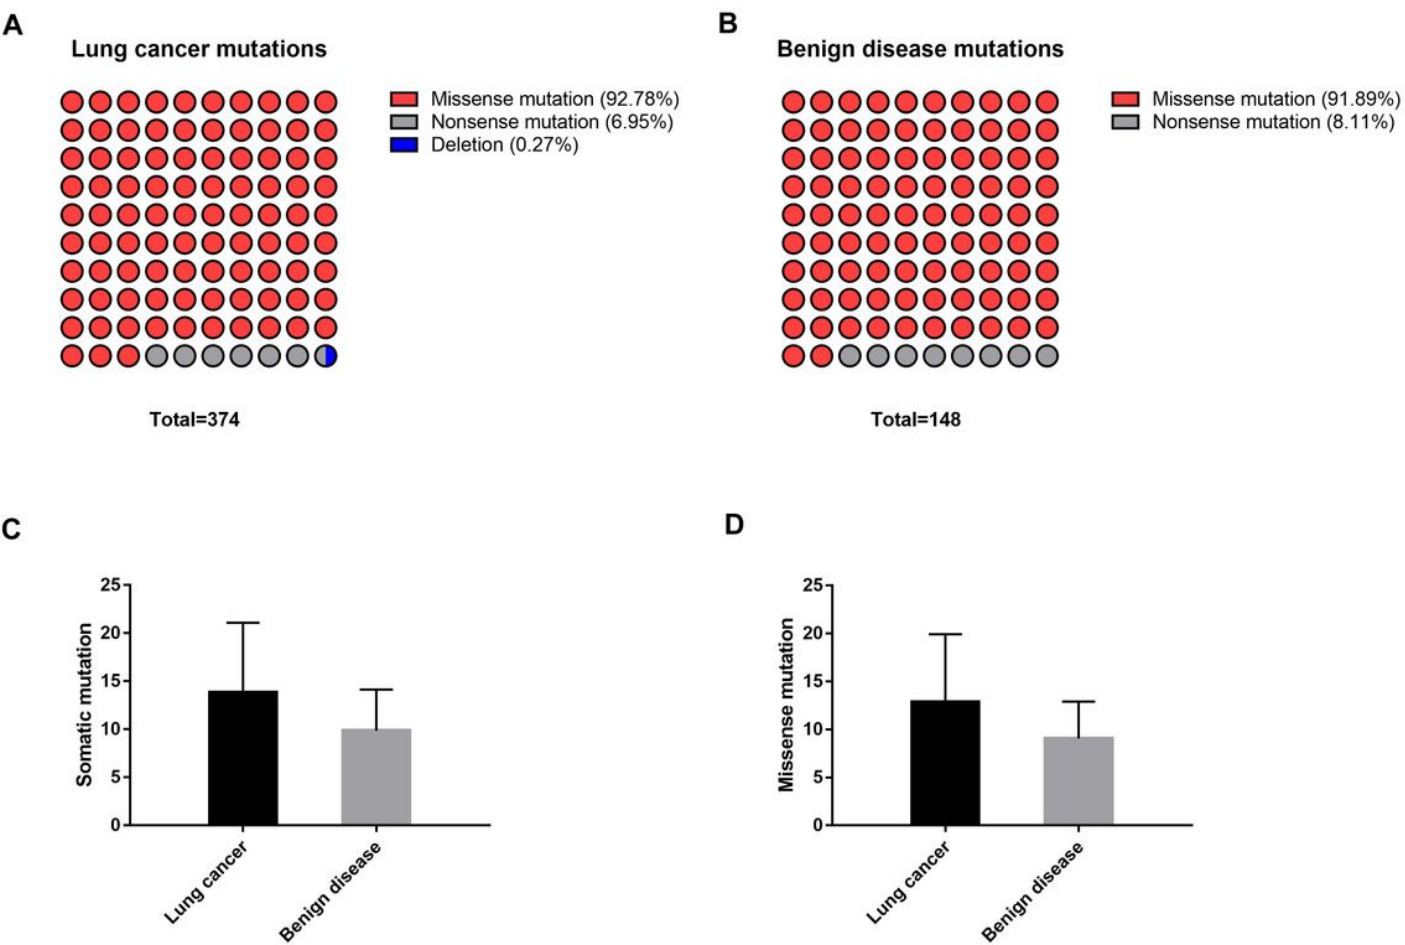 A
Lung cancer mutations
Missense mutation (92.78%)
Nonsense mutation (6.95%)
Deletion (0.27%)
Total=374
B
Benign disease mutations
Missense mutation (91.89%)
Nonsense mutation (8.11%)
Total=148
C
Somatic mutation
25
20
15
10
5
0
Lung cancer
Benign disease
D
Missense mutation
25
20
15
10
5
0
Lung cancer
Benign disease